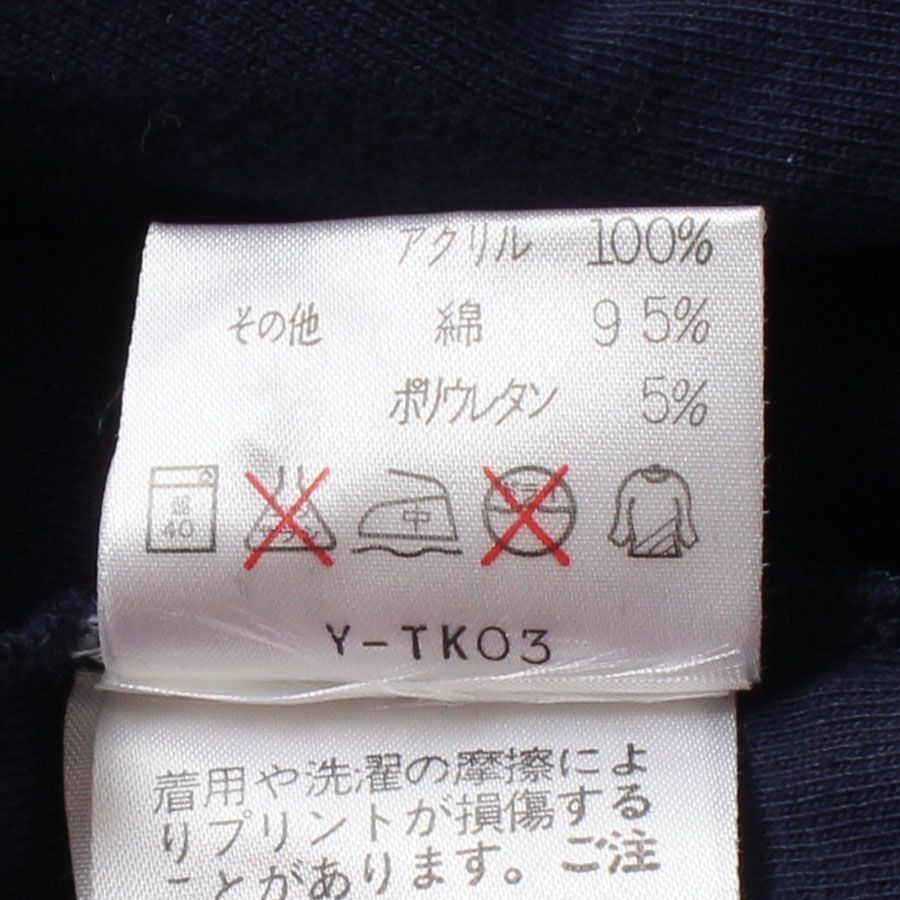 アクリル 100%
その他 綿 95%
ポリウレタン 5%
40 中
Y-TK03
着用や洗濯の摩擦によ
りプリントが損傷する
ことがあります。ご注